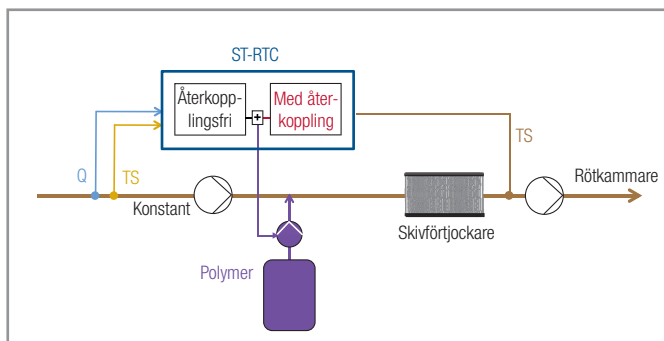 ST-RTC
Återkopp-
lingsfri
+
Med åter-
koppling
Q
TS
TS
Konstant
Rötkammare
Skivförtjockare
Polymer